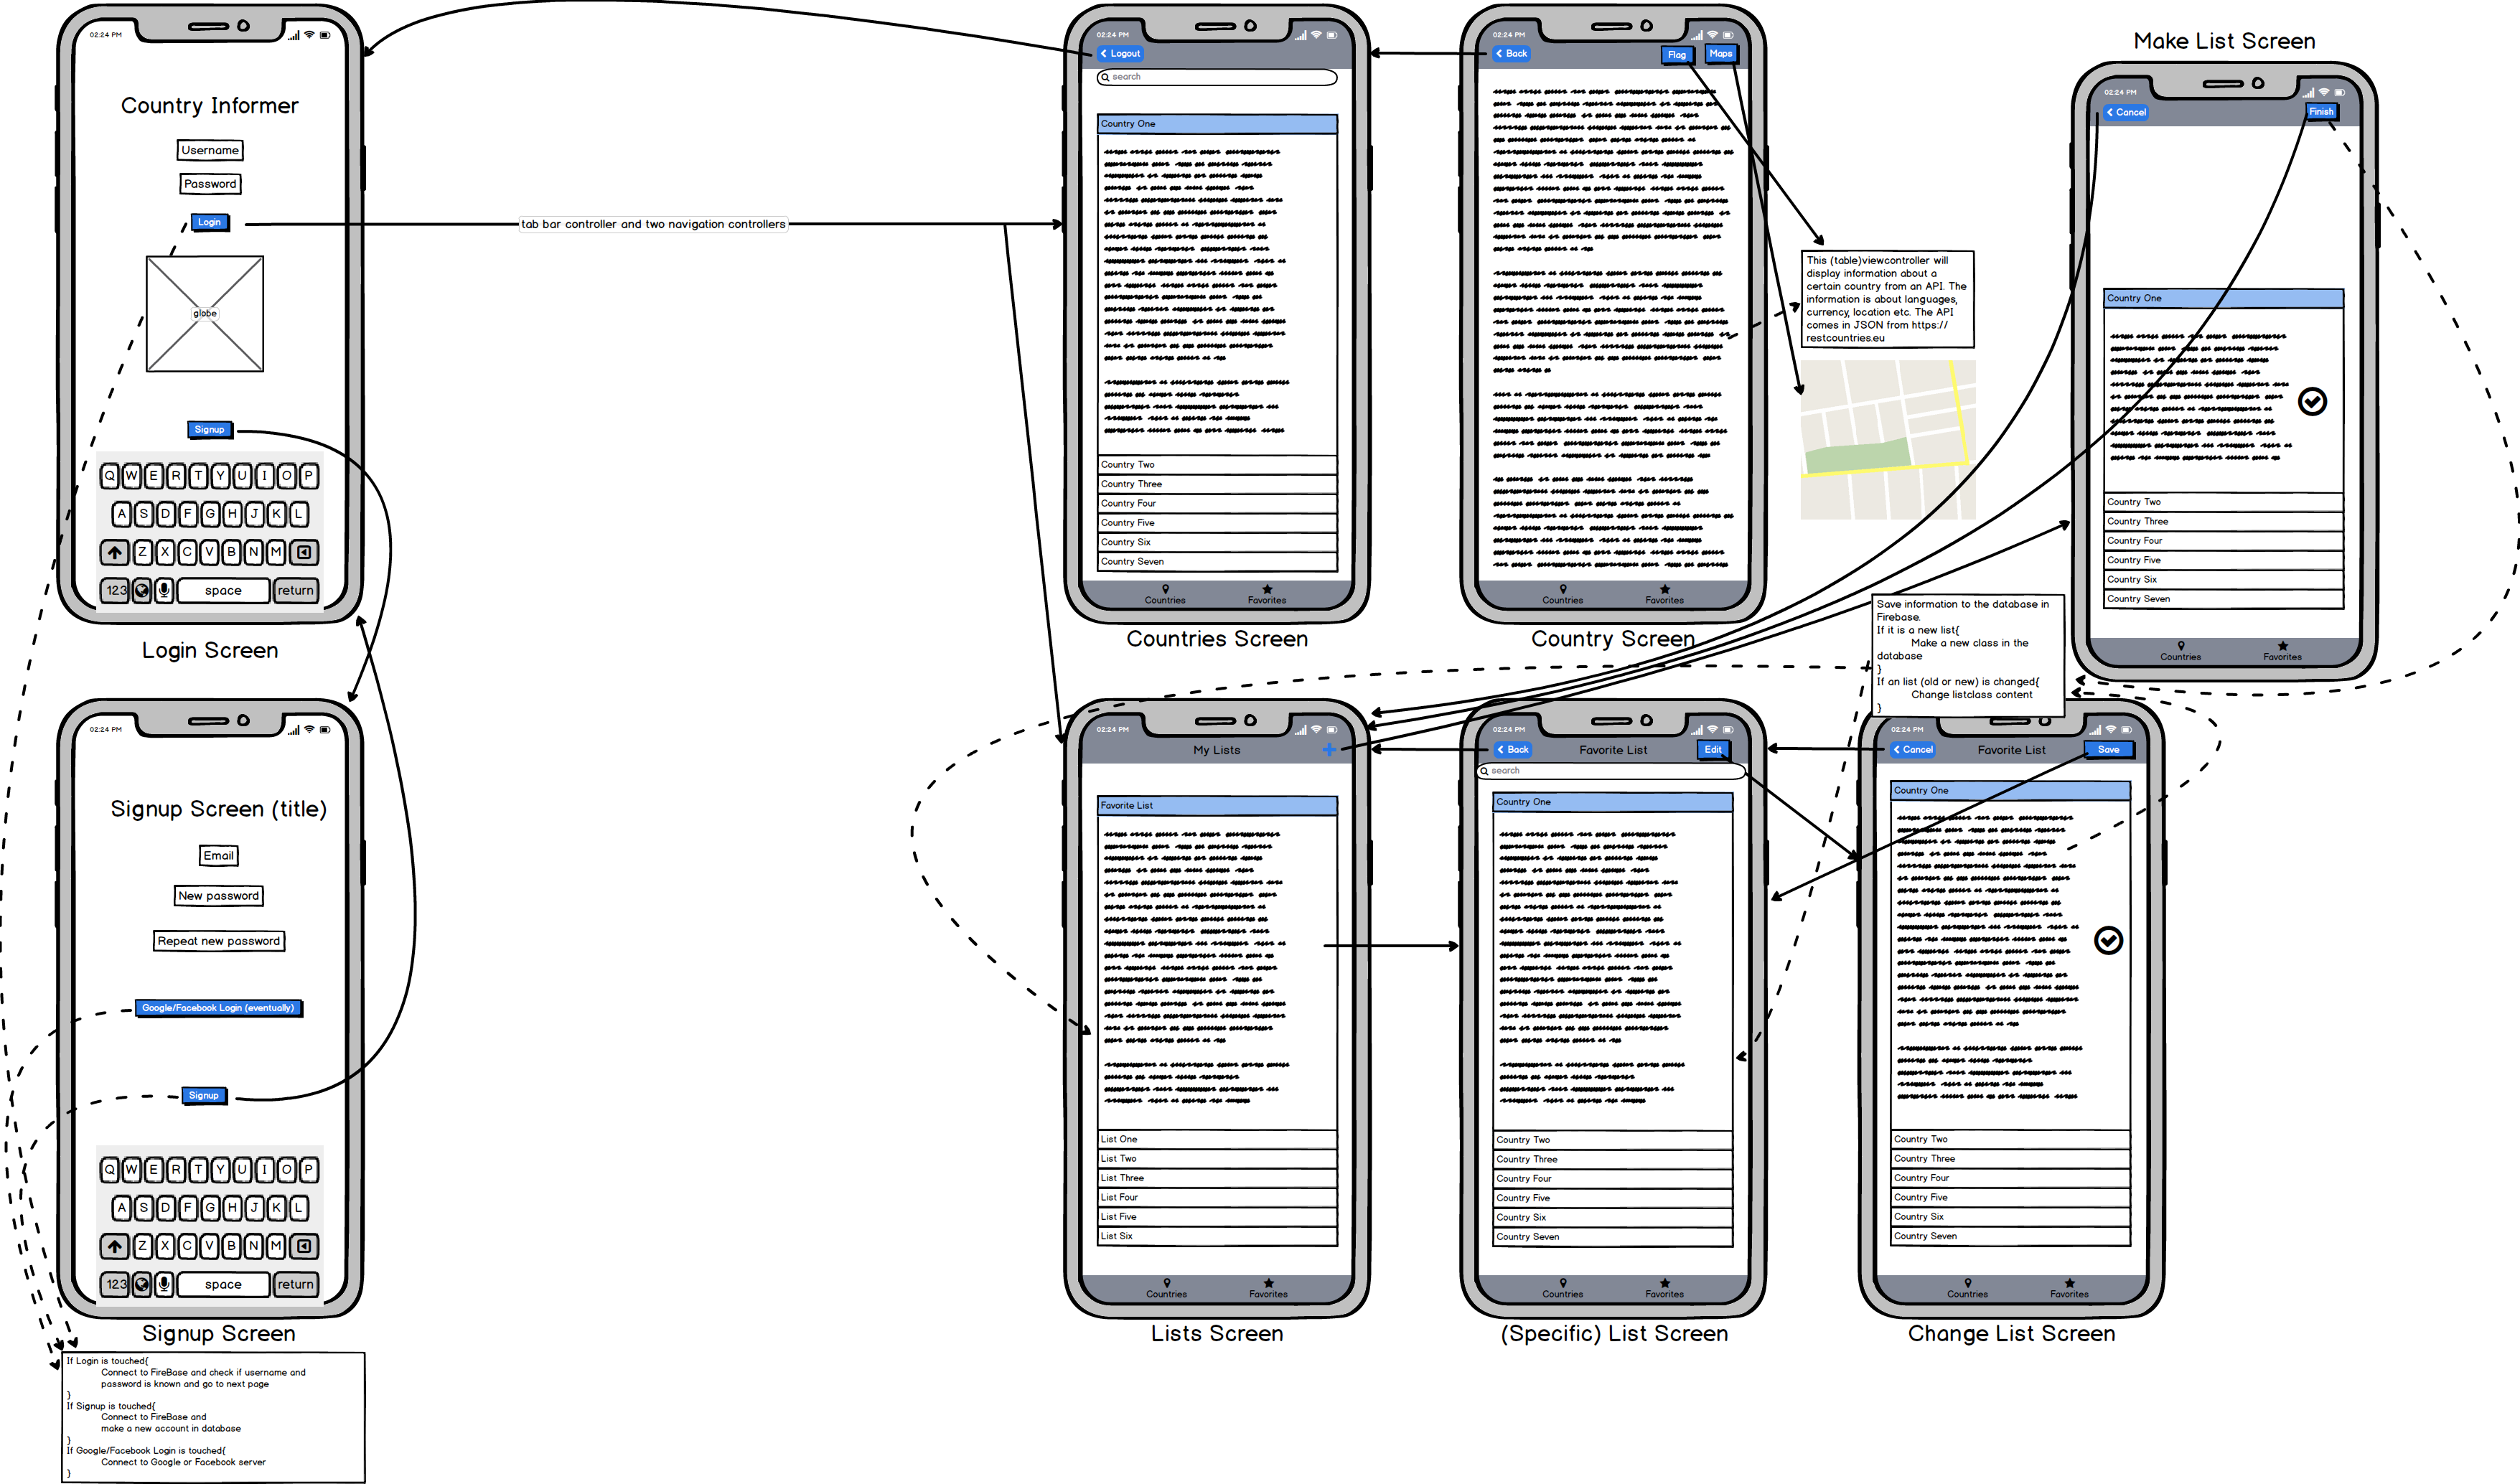 02:24 PM
Country Informer
Username
Password
Login
globe
Signup
Q W E R T Y U I O P
A S D F G H J K L
Z X C V B N M
123 space return
Login Screen
tab bar controller and two navigation controllers
02:24 PM
Logout
search
Country One
Country Two
Country Three
Country Four
Country Five
Country Six
Country Seven
Countries Favorites
Countries Screen
02:24 PM
Back Flag Maps
Countries Favorites
Country Screen
This (table)viewcontroller will
display information about a
certain country from an API. The
information is about languages,
currency, location etc. The API
comes in JSON from https://
restcountries.eu
Make List Screen
02:24 PM
Cancel Finish
Country One
Country Two
Country Three
Country Four
Country Five
Country Six
Country Seven
Countries Favorites
Save information to the database in
Firebase.
If it is a new list{
Make a new class in the
database
}
If an list (old or new) is changed{
Change listclass content
}
02:24 PM
Signup Screen (title)
Email
New password
Repeat new password
Google/Facebook Login (eventually)
Signup
Q W E R T Y U I O P
A S D F G H J K L
Z X C V B N M
123 space return
Signup Screen
If Login is touched{
Connect to FireBase and check if username and
password is known and go to next page
}
If Signup is touched{
Connect to FireBase and
make a new account in database
}
If Google/Facebook Login is touched{
Connect to Google or Facebook server
}
02:24 PM
My Lists +
Favorite List
List One
List Two
List Three
List Four
List Five
List Six
Countries Favorites
Lists Screen
02:24 PM
Back Favorite List Edit
search
Country One
Country Two
Country Three
Country Four
Country Five
Country Six
Country Seven
Countries Favorites
(Specific) List Screen
02:24 PM
Cancel Favorite List Save
Country One
Country Two
Country Three
Country Four
Country Five
Country Six
Country Seven
Countries Favorites
Change List Screen